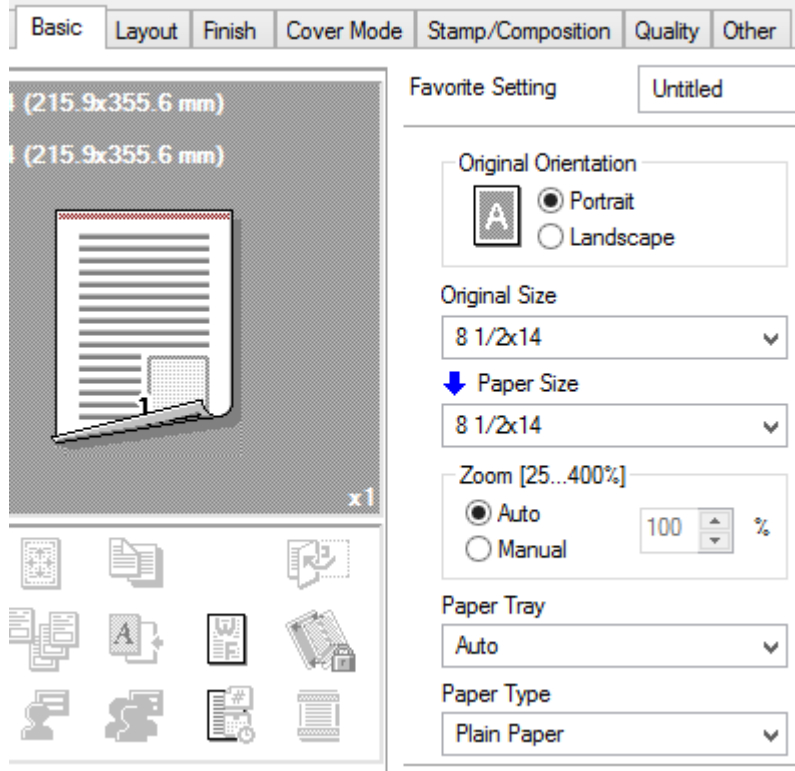 Basic Layout Finish Cover Mode Stamp/Composition Quality Other
(215.9x355.6 mm)
(215.9x355.6 mm)
1
x1
Favorite Setting Untitled
Original Orientation
A Portrait
Landscape
Original Size
8 1/2x14
Paper Size
8 1/2x14
Zoom [25...400%]
Auto 100 %
Manual
Paper Tray
Auto
Paper Type
Plain Paper
A
W
F
#